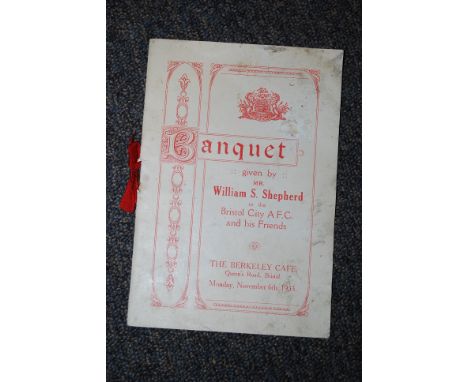 Banquet
:: given by ::
MR.
William S. Shepherd
to the
Bristol City A.F.C.
and his Friends
THE BERKELEY CAFE,
Queen's Road, Bristol
Monday, November 6th, 1933.